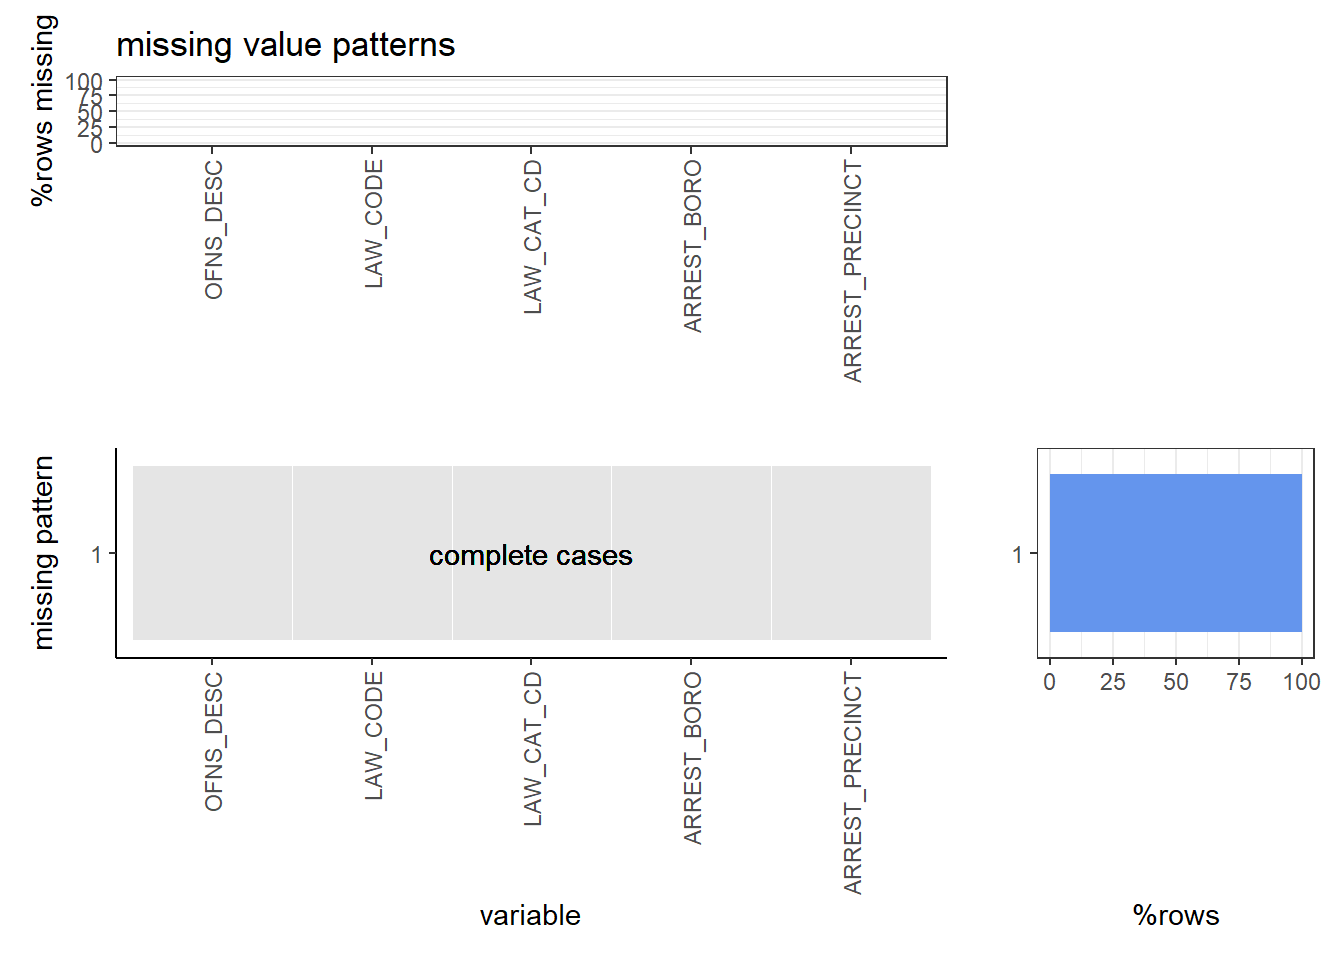 missing value patterns
%rows missing
100
75
50
25
0
OFNS_DESC
LAW_CODE
LAW_CAT_CD
ARREST_BORO
ARREST_PRECINCT
missing pattern
1
complete cases
OFNS_DESC
LAW_CODE
LAW_CAT_CD
ARREST_BORO
ARREST_PRECINCT
variable
1
0 25 50 75 100
%rows